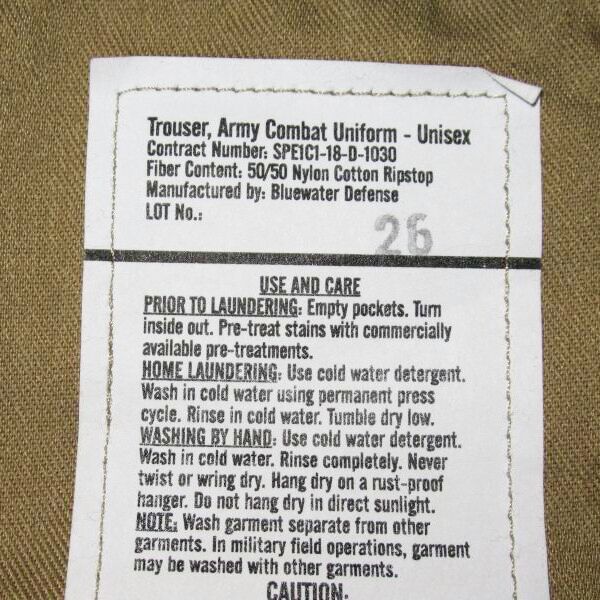 Trouser, Army Combat Uniform - Unisex
Contract Number: SPE1C1-18-D-1030
Fiber Content: 50/50 Nylon Cotton Ripstop
Manufactured by: Bluewater Defense
LOT No.:
26
USE AND CARE
PRIOR TO LAUNDERING: Empty pockets. Turn
inside out. Pre-treat stains with commercially
available pre-treatments.
HOME LAUNDERING: Use cold water detergent.
Wash in cold water using permanent press
cycle. Rinse in cold water. Tumble dry low.
WASHING BY HAND: Use cold water detergent.
Wash in cold water. Rinse completely. Never
twist or wring dry. Hang dry on a rust-proof
hanger. Do not hang dry in direct sunlight.
NOTE: Wash garment separate from other
garments. In military field operations, garment
may be washed with other garments.
CAUTION: